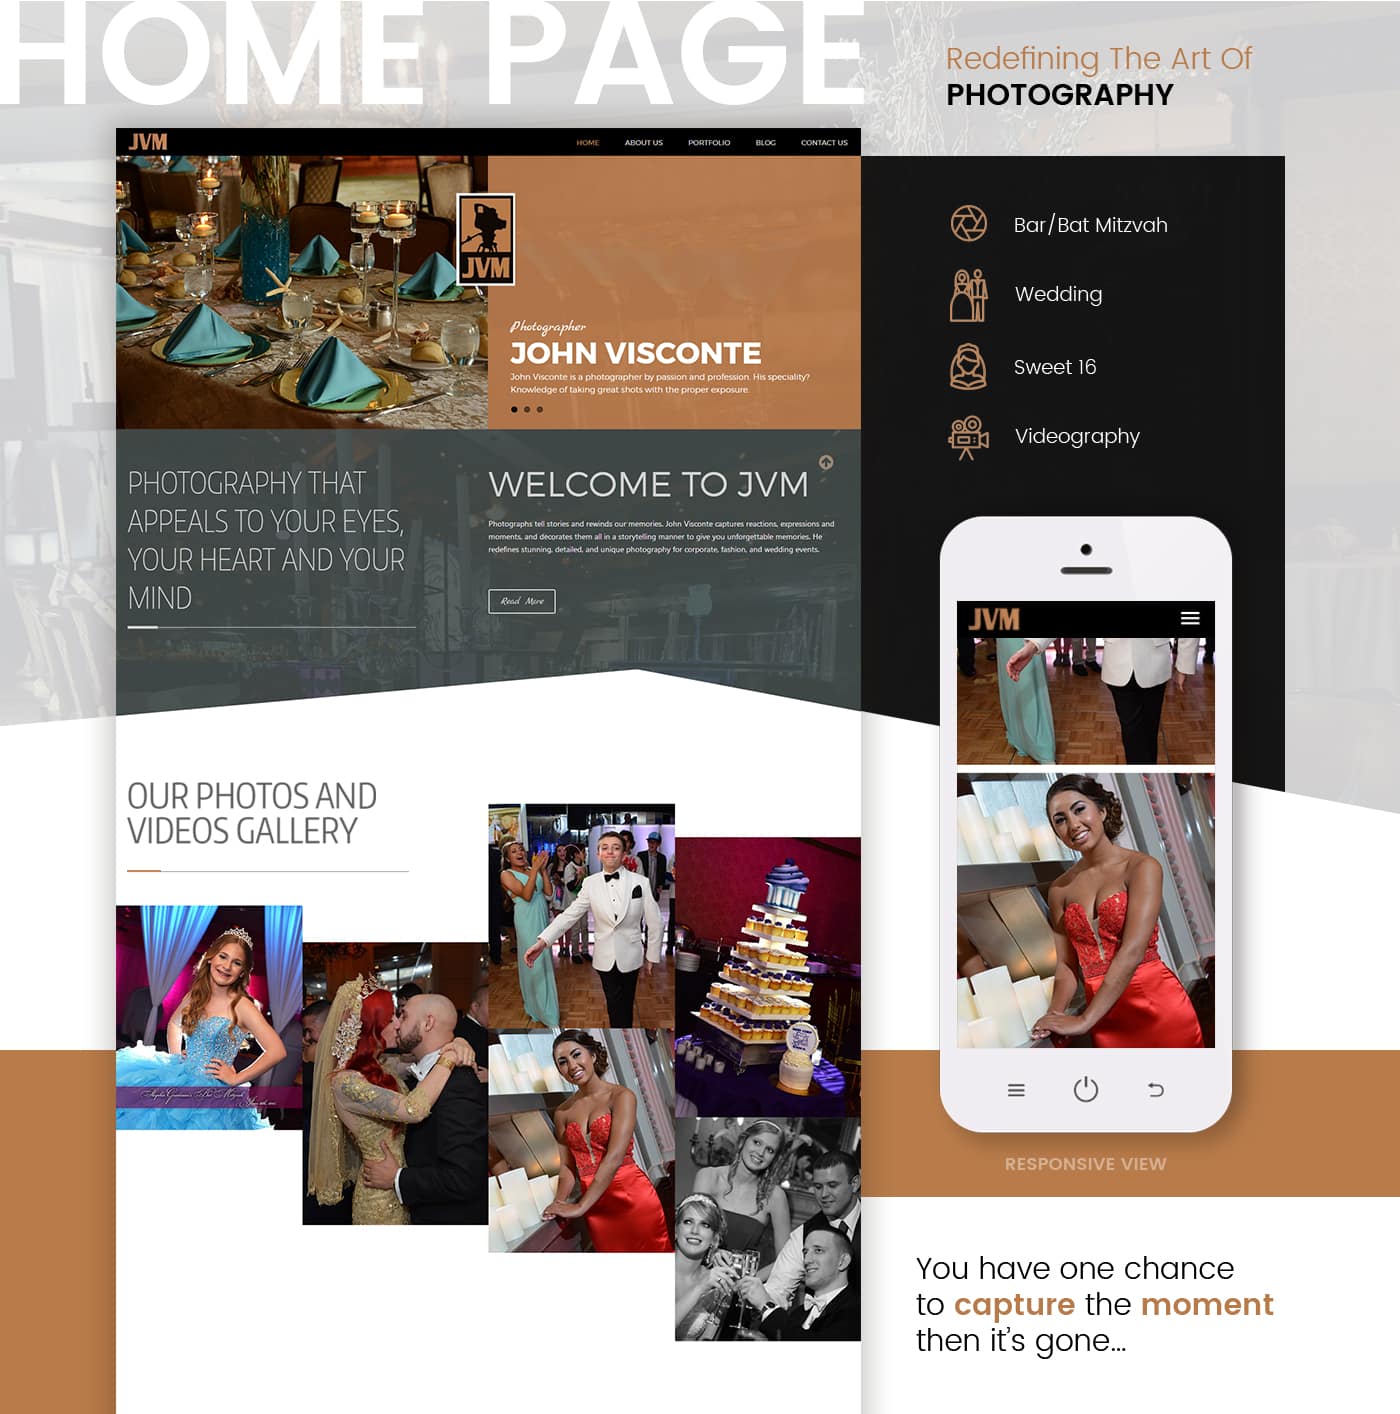 HOME PAGE
Redefining The Art Of
PHOTOGRAPHY
JVM
HOME ABOUT US PORTFOLIO BLOG CONTACT US
JVM
Photographer
JOHN VISCONTE
John Visconte is a photographer by passion and profession. His speciality?
Knowledge of taking great shots with the proper exposure.
Bar/Bat Mitzvah
Wedding
Sweet 16
Videography
PHOTOGRAPHY THAT
APPEALS TO YOUR EYES,
YOUR HEART AND YOUR
MIND
WELCOME TO JVM
Photographs tell stories and rewinds our memories. John Visconte captures reactions, expressions and
moments, and decorates them all in a storytelling manner to give you unforgettable memories. He
redefines stunning, detailed, and unique photography for corporate, fashion, and wedding events.
Read More
JVM
OUR PHOTOS AND
VIDEOS GALLERY
RESPONSIVE VIEW
You have one chance
to capture the moment
then it's gone...